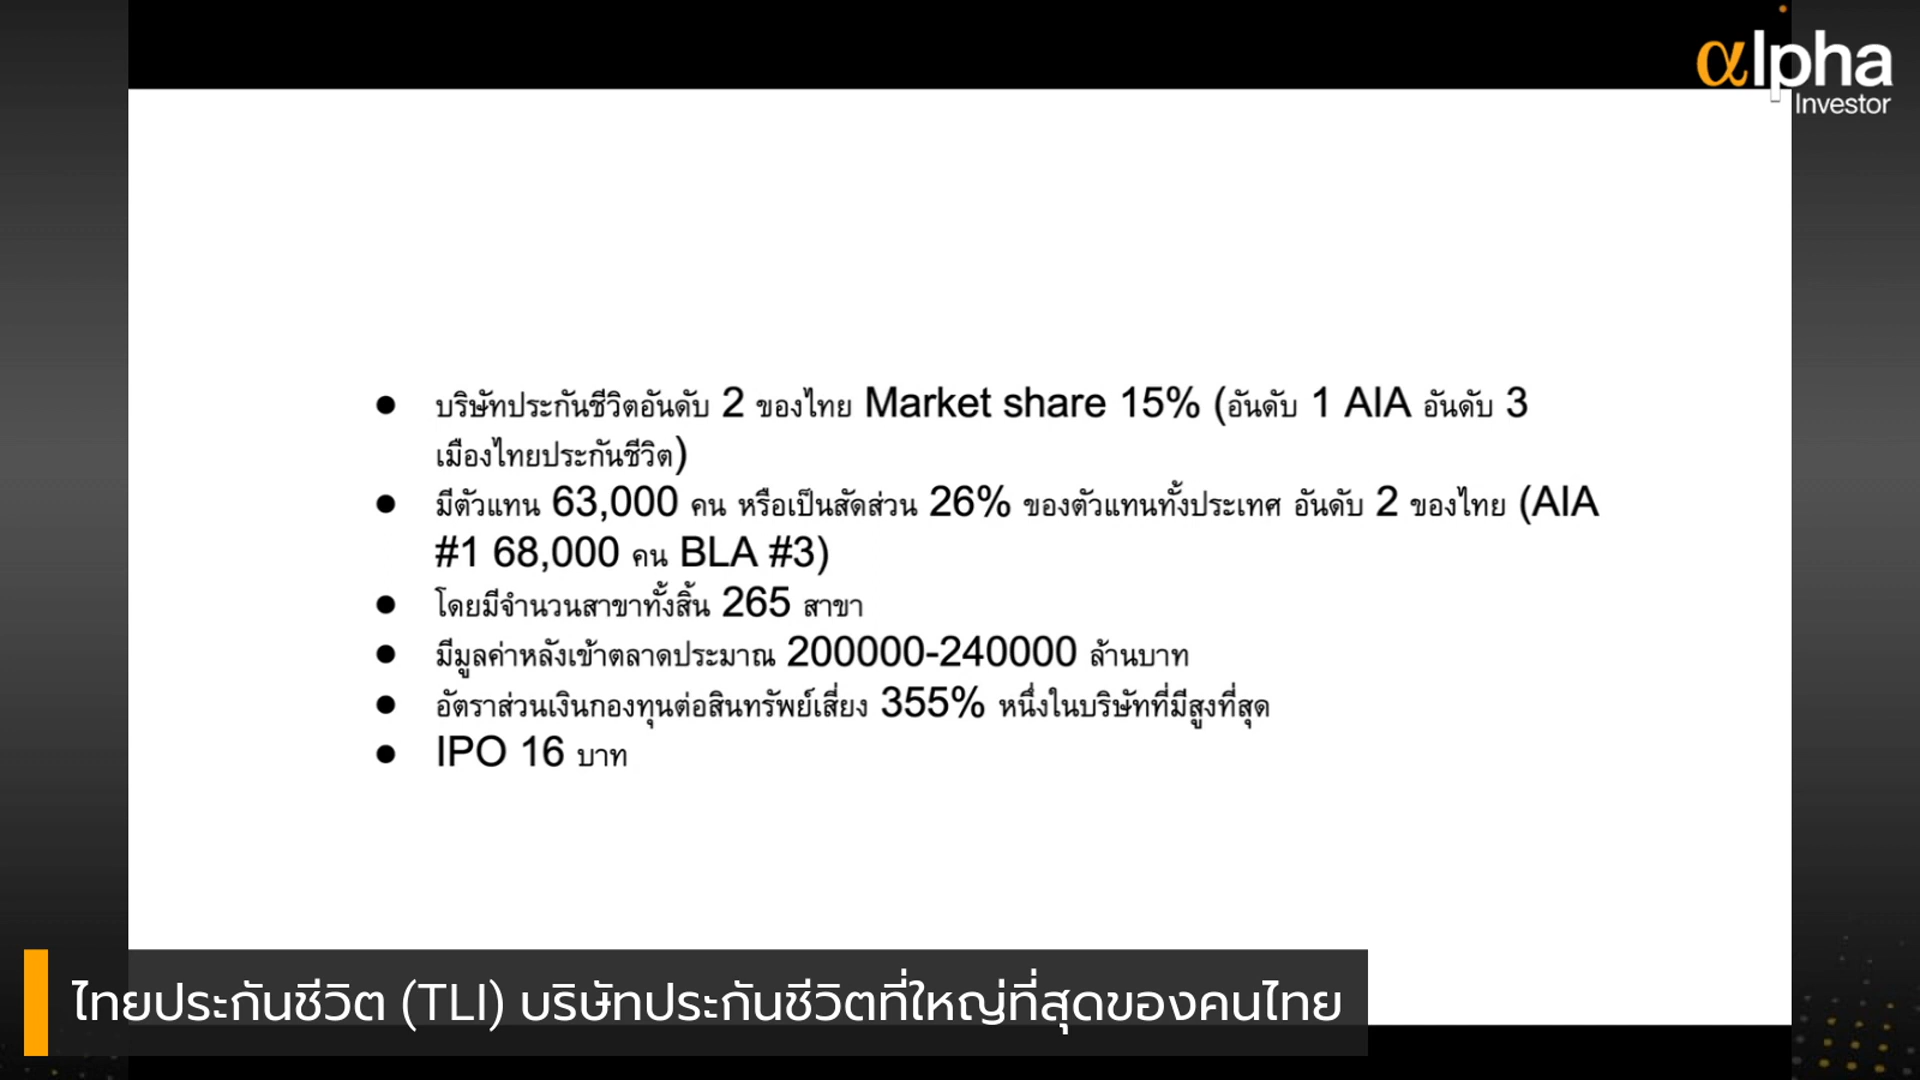 αlpha
Investor
● บริษัทประกันชีวิตอันดับ 2 ของไทย Market share 15% (อันดับ 1 AIA อันดับ 3
เมืองไทยประกันชีวิต)
● มีตัวแทน 63,000 คน หรือเป็นสัดส่วน 26% ของตัวแทนทั้งประเทศ อันดับ 2 ของไทย (AIA
#1 68,000 คน BLA #3)
● โดยมีจำนวนสาขาทั้งสิ้น 265 สาขา
● มีมูลค่าหลังเข้าตลาดประมาณ 200000-240000 ล้านบาท
● อัตราส่วนเงินกองทุนต่อสินทรัพย์เสี่ยง 355% หนึ่งในบริษัทที่มีสูงที่สุด
● IPO 16 บาท
ไทยประกันชีวิต (TLI) บริษัทประกันชีวิตที่ใหญ่ที่สุดของคนไทย